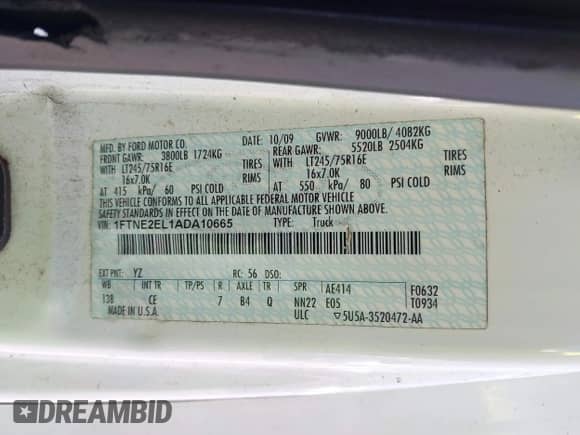 MFG. BY FORD MOTOR CO. 10/09 GVWR: 9000LB/ 4082KG
FRONT GAWR: 3800LB 1724KG REAR GAWR: 5520LB 2504KG
WITH LT245/75R16E TIRES WITH LT245/75R16E TIRES
16x7.0K RIMS 16x7.0K RIMS
AT 415 kPa/ 60 PSI COLD AT 550 kPa/ 80 PSI COLD
THIS VEHICLE CONFORMS TO ALL APPLICABLE FEDERAL MOTOR VEHICLE
SAFETY STANDARDS IN EFFECT ON THE DATE OF MANUFACTURE SHOWN ABOVE.
VIN: 1FTNE2EL1ADA10665 TYPE: Truck
EXT PNT: YZ RC: 56 DSO:
WB INT TR TP/PS R AXLE TR SPR AE414 F0632
138 CE 7 B4 Q NN22 E05 T0934
MADE IN U.S.A. ULC ▽5U5A-3520472-AA
DREAMBID